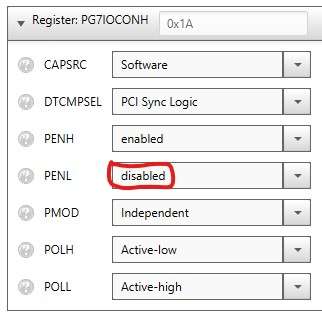 Register: PG7IOCONH 0x1A
CAPSRC Software
DTCMPSEL PCI Sync Logic
PENH enabled
PENL disabled
PMOD Independent
POLH Active-low
POLL Active-high